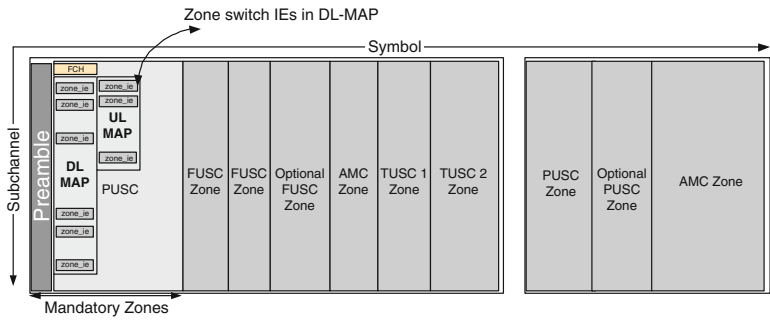 Zone switch IEs in DL-MAP
Symbol
Subchannel
Preamble
FCH
zone_ie
zone_ie
zone_ie
DL
MAP
zone_ie
zone_ie
zone_ie
zone_ie
zone_ie
UL
MAP
zone_ie
PUSC
FUSC
Zone
FUSC
Zone
Optional
FUSC
Zone
AMC
Zone
TUSC 1
Zone
TUSC 2
Zone
PUSC
Zone
Optional
PUSC
Zone
AMC Zone
Mandatory Zones